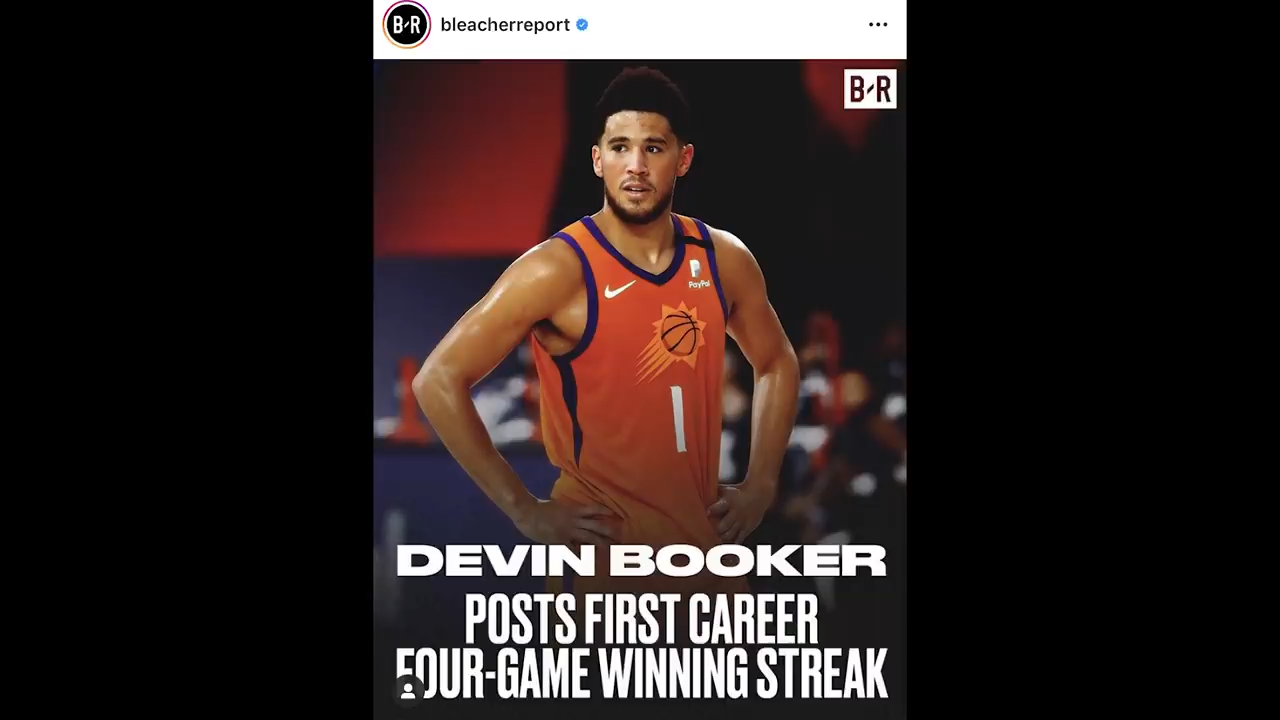 B/R bleacherreport
B/R
PayPal
1
DEVIN BOOKER
POSTS FIRST CAREER
FOUR-GAME WINNING STREAK